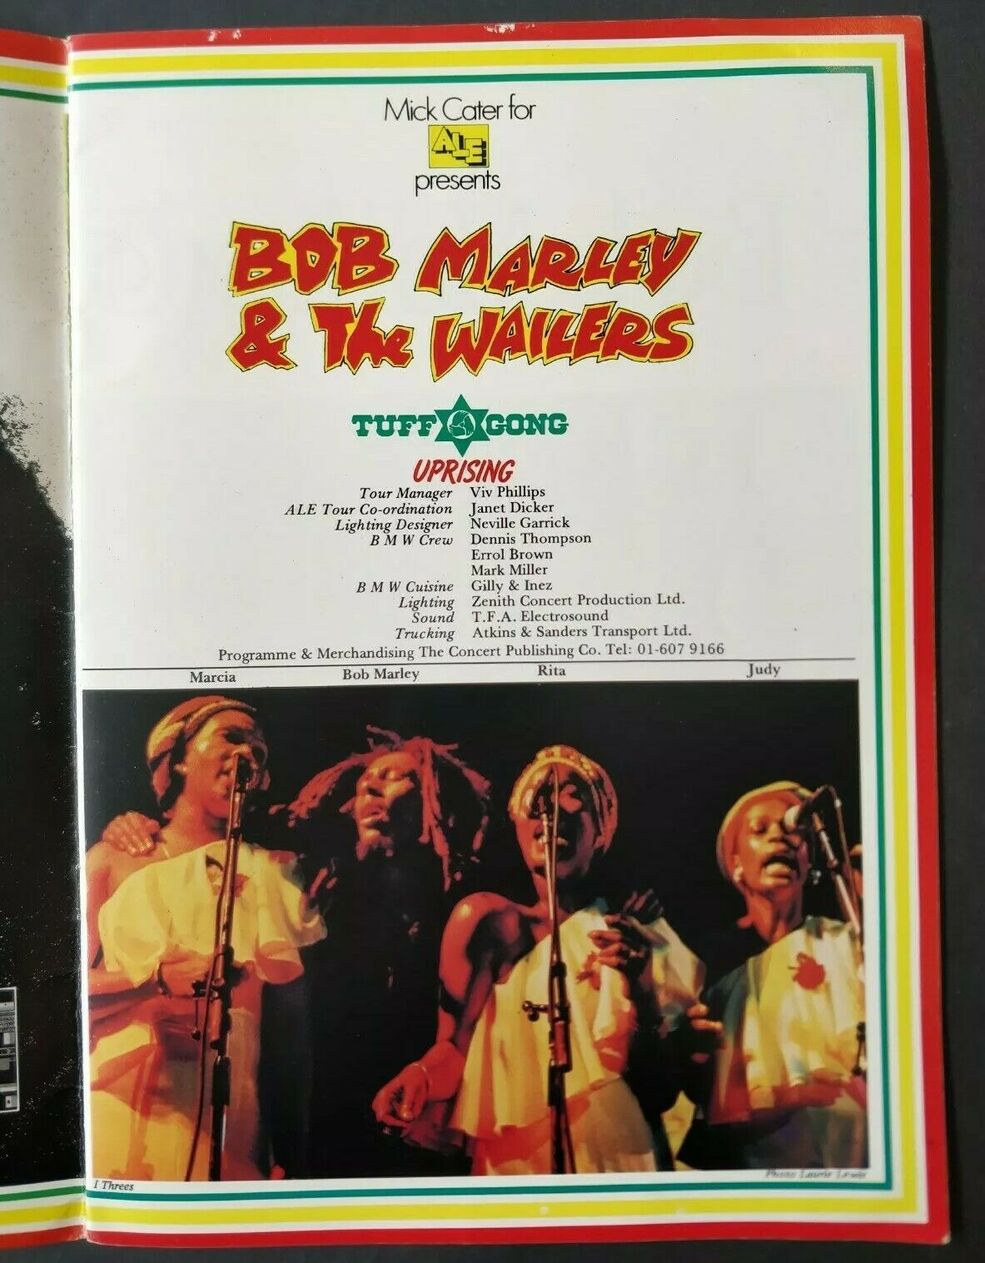 Mick Cater for
ALE
presents
BOB MARLEY
& The WAILERS
TUFF GONG
UPRISING
Tour Manager Viv Phillips
ALE Tour Co-ordination Janet Dicker
Lighting Designer Neville Garrick
B M W Crew Dennis Thompson
Errol Brown
Mark Miller
B M W Cuisine Gilly & Inez
Lighting Zenith Concert Production Ltd.
Sound T.F.A. Electrosound
Trucking Atkins & Sanders Transport Ltd.
Programme & Merchandising The Concert Publishing Co. Tel: 01-607 9166
Marcia Bob Marley Rita Judy
I Threes
Photo Laurie Lewis